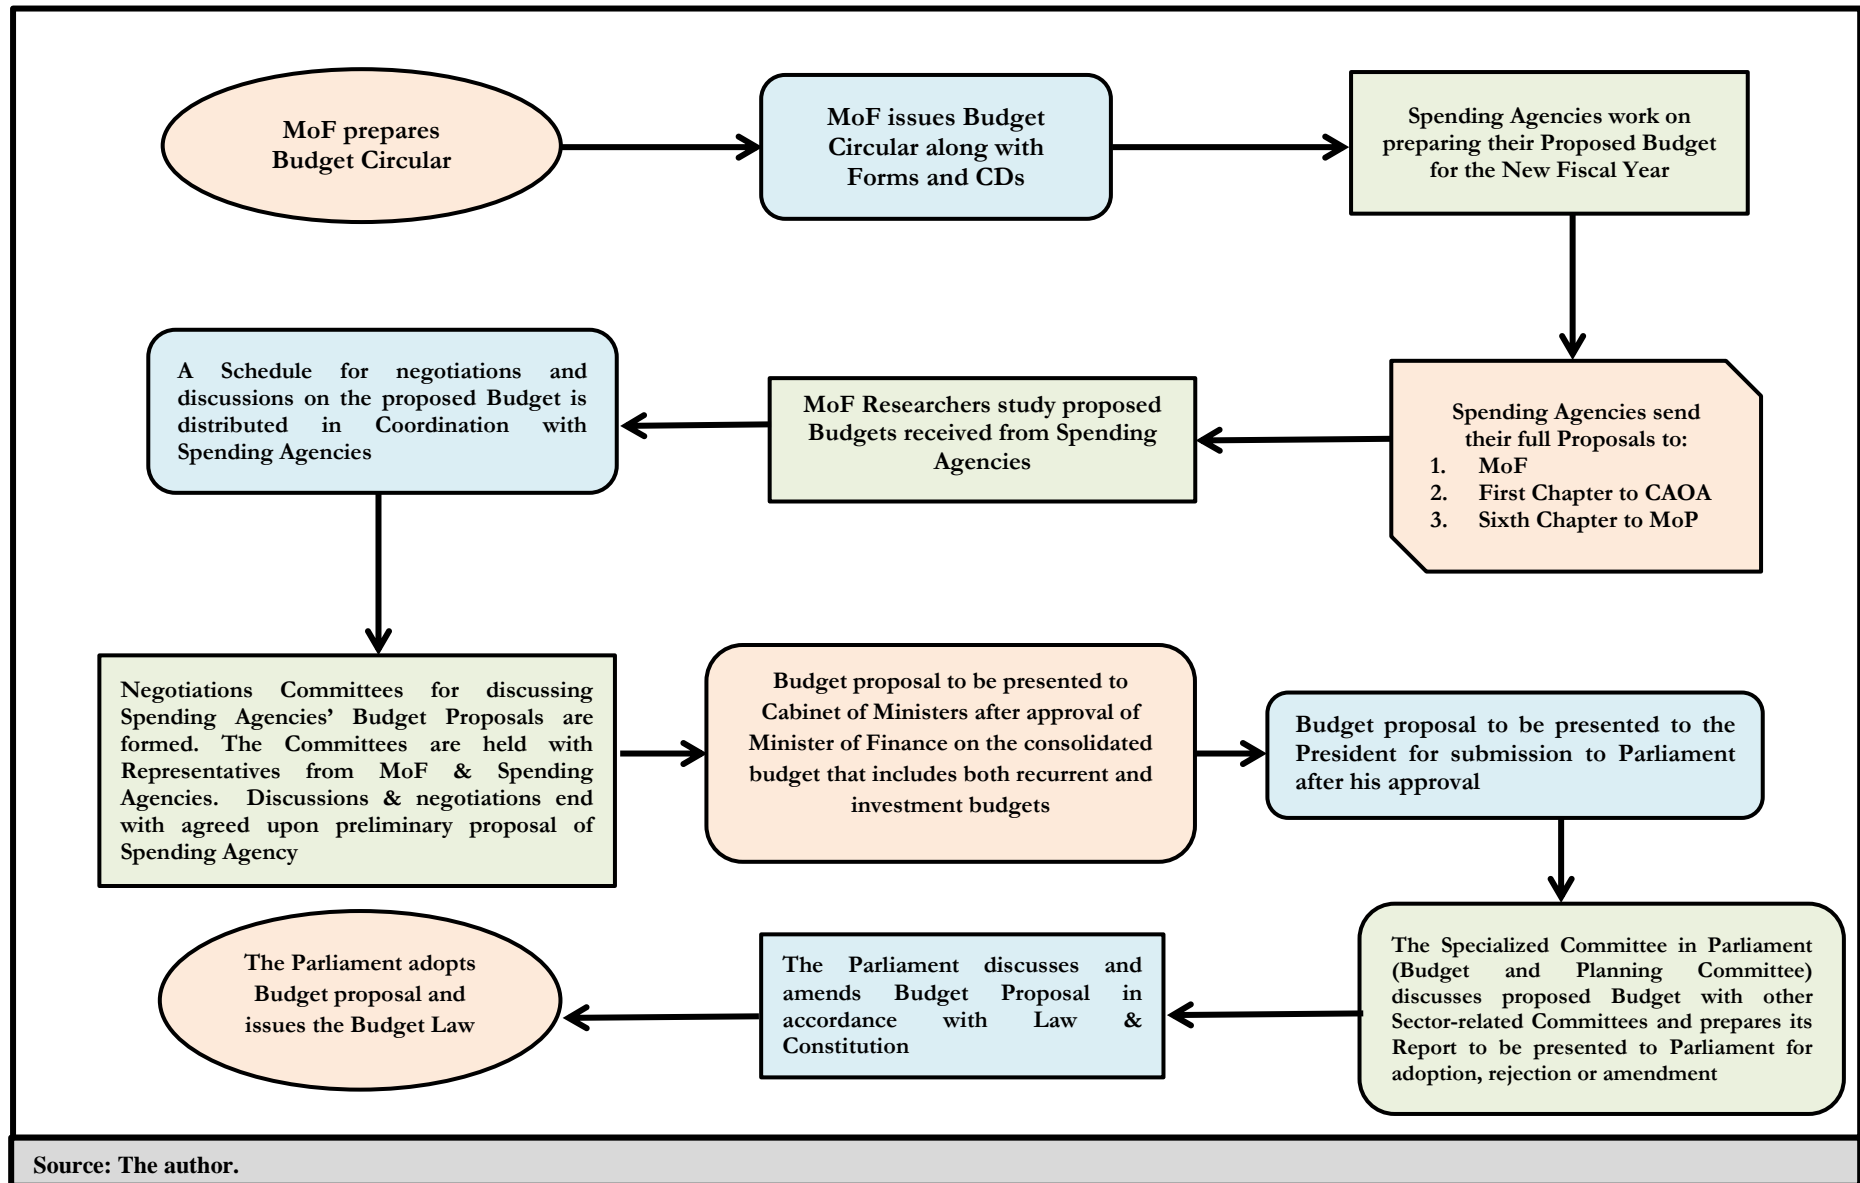 MoF prepares
Budget Circular
MoF issues Budget
Circular along with
Forms and CDs
Spending Agencies work on
preparing their Proposed Budget
for the New Fiscal Year
Spending Agencies send
their full Proposals to:
1. MoF
2. First Chapter to CAOA
3. Sixth Chapter to MoP
MoF Researchers study proposed
Budgets received from Spending
Agencies
A Schedule for negotiations and
discussions on the proposed Budget is
distributed in Coordination with
Spending Agencies
Negotiations Committees for discussing
Spending Agencies’ Budget Proposals are
formed. The Committees are held with
Representatives from MoF & Spending
Agencies. Discussions & negotiations end
with agreed upon preliminary proposal of
Spending Agency
Budget proposal to be presented to
Cabinet of Ministers after approval of
Minister of Finance on the consolidated
budget that includes both recurrent and
investment budgets
Budget proposal to be presented to the
President for submission to Parliament
after his approval
The Specialized Committee in Parliament
(Budget and Planning Committee)
discusses proposed Budget with other
Sector-related Committees and prepares its
Report to be presented to Parliament for
adoption, rejection or amendment
The Parliament discusses and
amends Budget Proposal in
accordance with Law &
Constitution
The Parliament adopts
Budget proposal and
issues the Budget Law
Source: The author.